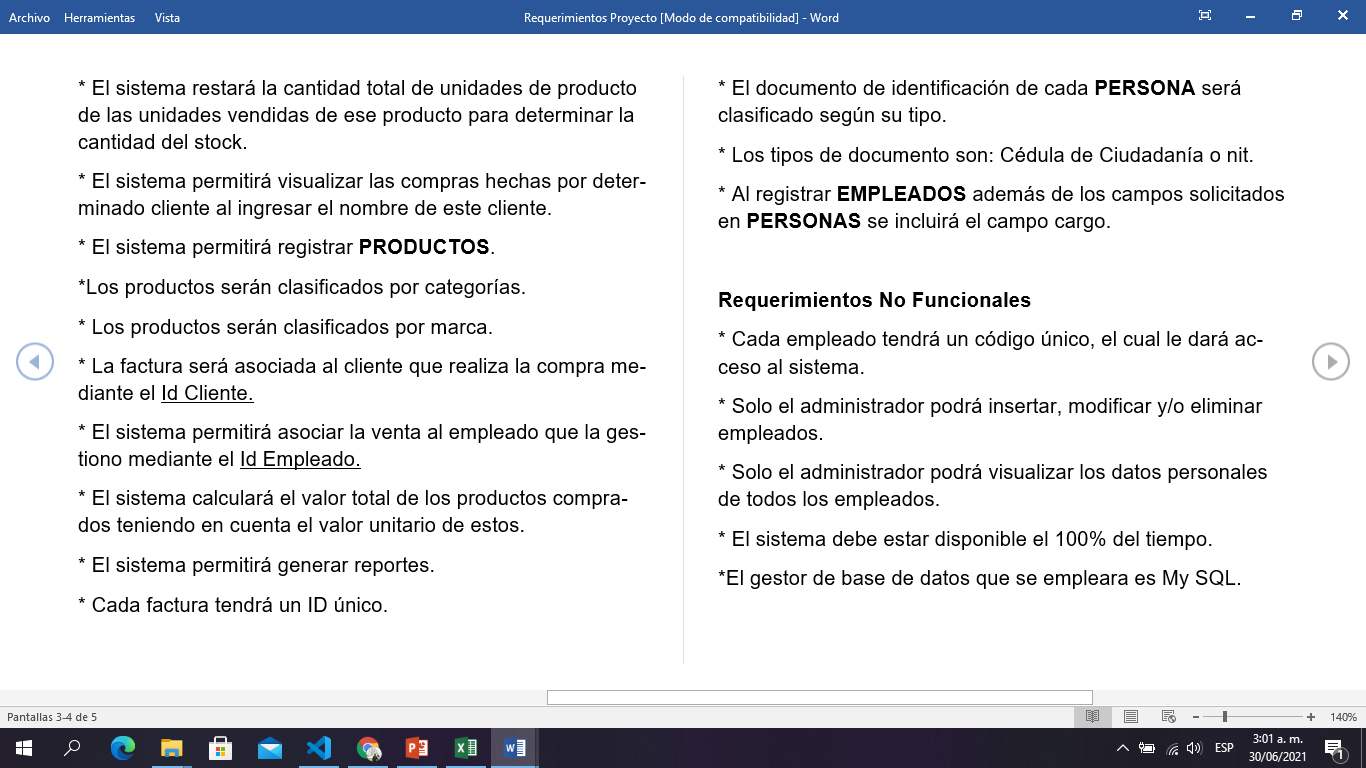 Archivo Herramientas Vista
Requerimientos Proyecto [Modo de compatibilidad] - Word
* El sistema restará la cantidad total de unidades de producto
de las unidades vendidas de ese producto para determinar la
cantidad del stock.
* El sistema permitirá visualizar las compras hechas por deter-
minado cliente al ingresar el nombre de este cliente.
* El sistema permitirá registrar PRODUCTOS.
*Los productos serán clasificados por categorías.
* Los productos serán clasificados por marca.
* La factura será asociada al cliente que realiza la compra me-
diante el Id Cliente.
* El sistema permitirá asociar la venta al empleado que la ges-
tiono mediante el Id Empleado.
* El sistema calculará el valor total de los productos compra-
dos teniendo en cuenta el valor unitario de estos.
* El sistema permitirá generar reportes.
* Cada factura tendrá un ID único.
* El documento de identificación de cada PERSONA será
clasificado según su tipo.
* Los tipos de documento son: Cédula de Ciudadanía o nit.
* Al registrar EMPLEADOS además de los campos solicitados
en PERSONAS se incluirá el campo cargo.
Requerimientos No Funcionales
* Cada empleado tendrá un código único, el cual le dará ac-
ceso al sistema.
* Solo el administrador podrá insertar, modificar y/o eliminar
empleados.
* Solo el administrador podrá visualizar los datos personales
de todos los empleados.
* El sistema debe estar disponible el 100% del tiempo.
*El gestor de base de datos que se empleara es My SQL.
Pantallas 3-4 de 5
140%
ESP
3:01 a. m.
30/06/2021
1